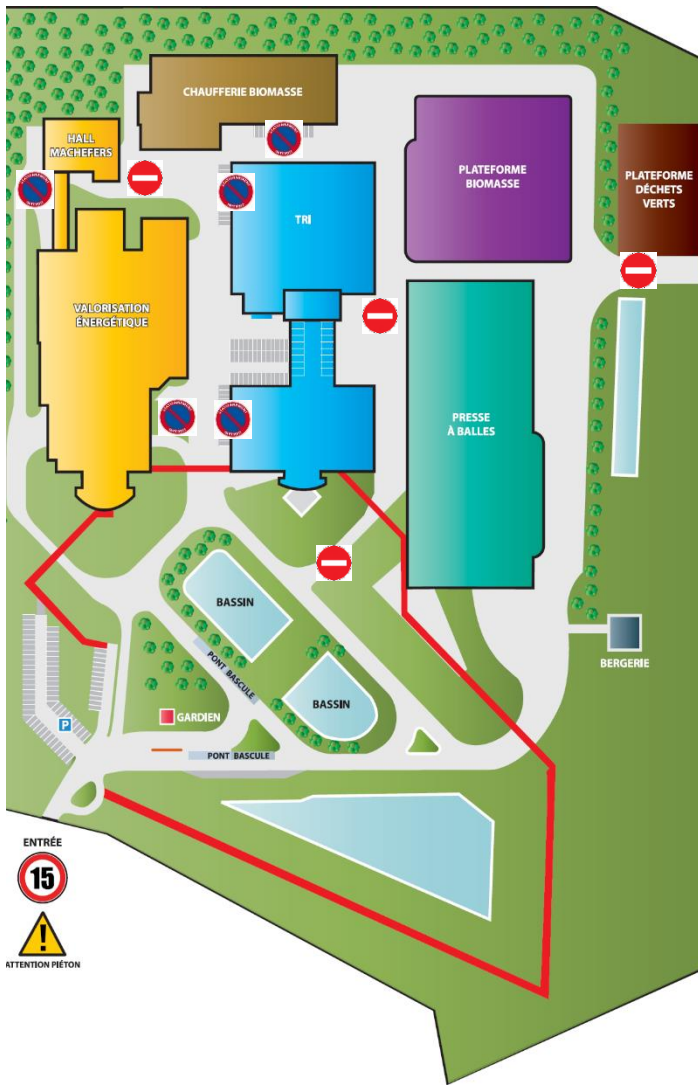 CHAUFFERIE BIOMASSE
HALL
MACHEFERS
PLATEFORME
BIOMASSE
PLATEFORME
DÉCHETS
VERTS
TRI
VALORISATION
ÉNERGÉTIQUE
PRESSE
À BALLES
BASSIN
PONT BASCULE
BASSIN
BERGERIE
GARDIEN
P
PONT BASCULE
ENTRÉE
15
!
ATTENTION PIÉTON